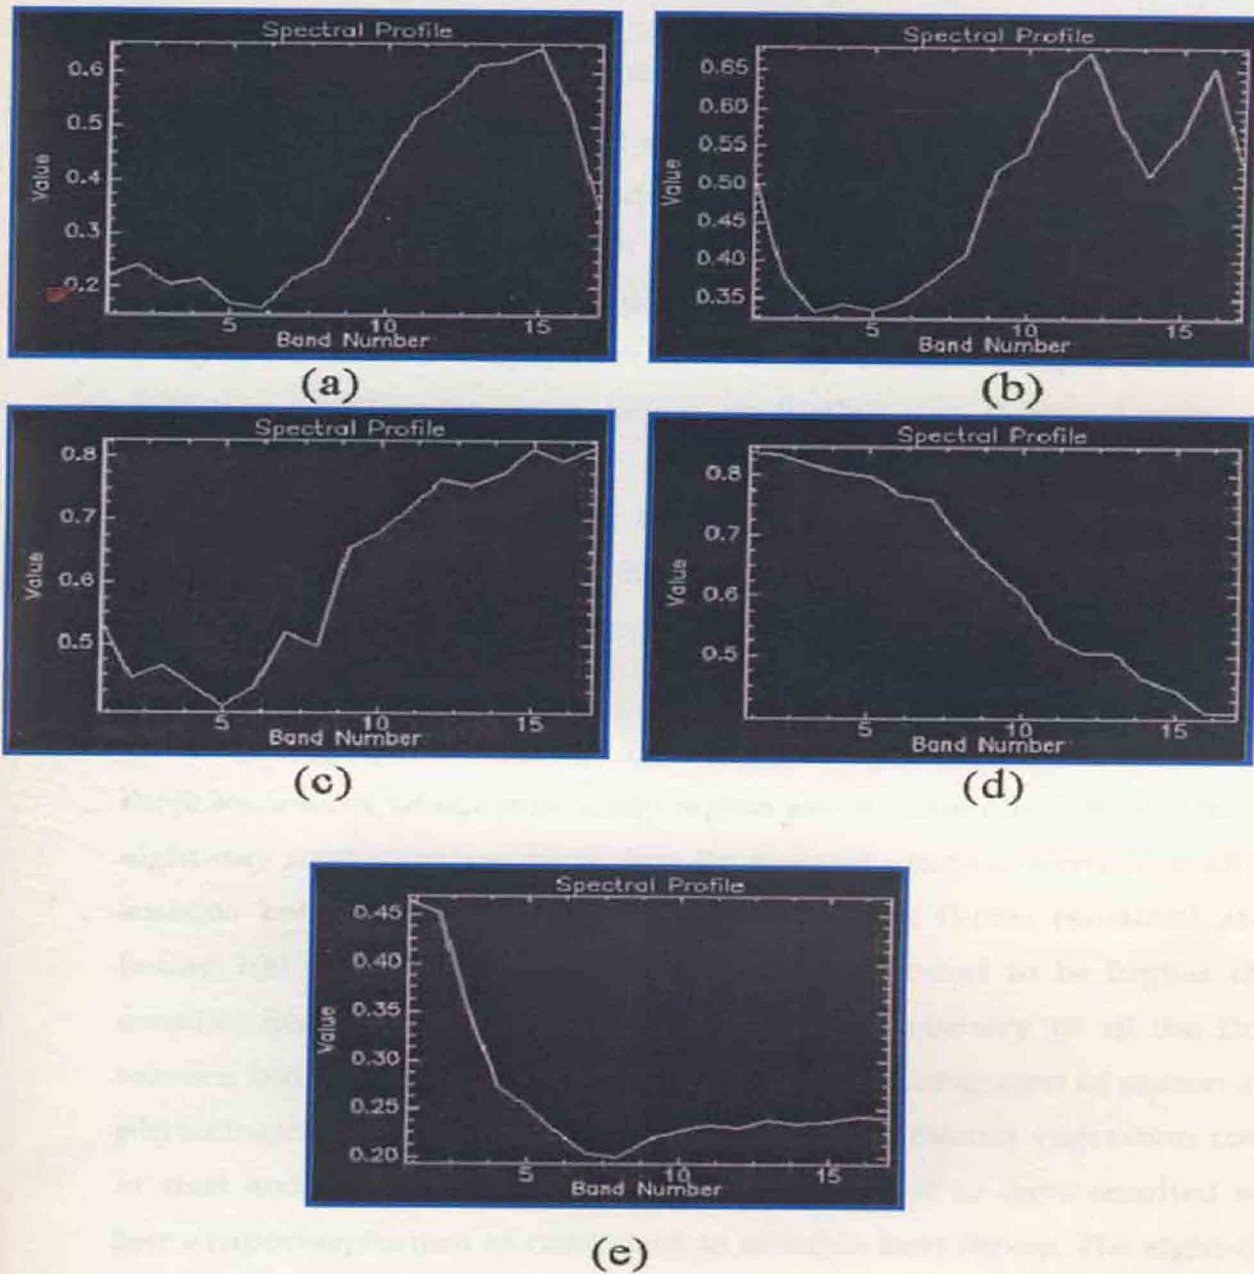 Spectral Profile
0.6
0.5
0.4
0.3
0.2
Value
5 10 15
Band Number
(a)
Spectral Profile
0.65
0.60
0.55
0.50
0.45
0.40
0.35
Value
5 10 15
Band Number
(b)
Spectral Profile
0.8
0.7
0.6
0.5
Value
5 10 15
Band Number
(c)
Spectral Profile
0.8
0.7
0.6
0.5
Value
5 10 15
Band Number
(d)
Spectral Profile
0.45
0.40
0.35
0.30
0.25
0.20
Value
5 10 15
Band Number
(e)